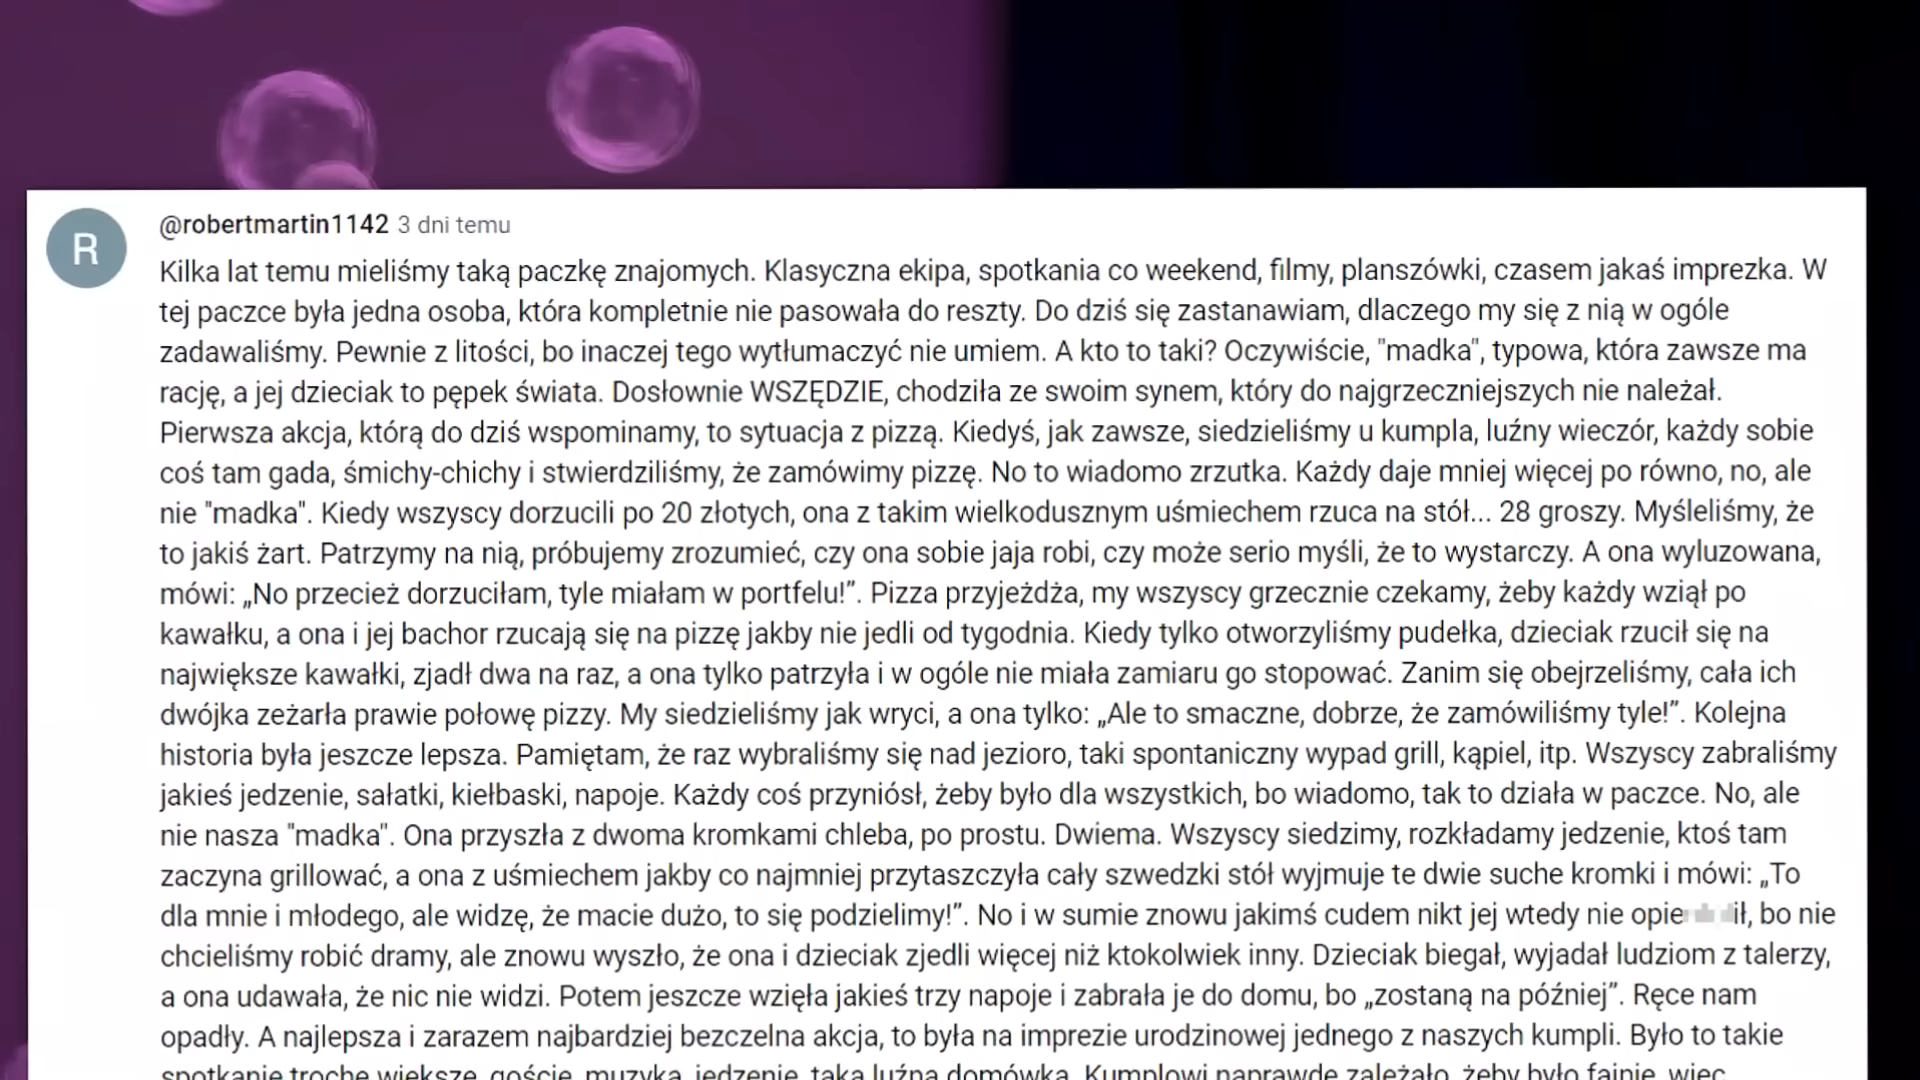 R
@robertmartin1142 3 dni temu
Kilka lat temu mieliśmy taką paczkę znajomych. Klasyczna ekipa, spotkania co weekend, filmy, planszówki, czasem jakaś imprezka. W
tej paczce była jedna osoba, która kompletnie nie pasowała do reszty. Do dziś się zastanawiam, dlaczego my się z nią w ogóle
zadawaliśmy. Pewnie z litości, bo inaczej tego wytłumaczyć nie umiem. A kto to taki? Oczywiście, "madka", typowa, która zawsze ma
rację, a jej dzieciak to pępek świata. Dosłownie WSZĘDZIE, chodziła ze swoim synem, który do najgrzeczniejszych nie należał.
Pierwsza akcja, którą do dziś wspominamy, to sytuacja z pizzą. Kiedyś, jak zawsze, siedzieliśmy u kumpla, luźny wieczór, każdy sobie
coś tam gada, śmichy-chichy i stwierdziliśmy, że zamówimy pizzę. No to wiadomo zrzutka. Każdy daje mniej więcej po równo, no, ale
nie "madka". Kiedy wszyscy dorzucili po 20 złotych, ona z takim wielkodusznym uśmiechem rzuca na stół... 28 groszy. Myśleliśmy, że
to jakiś żart. Patrzymy na nią, próbujemy zrozumieć, czy ona sobie jaja robi, czy może serio myśli, że to wystarczy. A ona wyluzowana,
mówi: „No przecież dorzuciłam, tyle miałam w portfelu!”. Pizza przyjeżdża, my wszyscy grzecznie czekamy, żeby każdy wziął po
kawałku, a ona i jej bachor rzucają się na pizzę jakby nie jedli od tygodnia. Kiedy tylko otworzyliśmy pudełka, dzieciak rzucił się na
największe kawałki, zjadł dwa na raz, a ona tylko patrzyła i w ogóle nie miała zamiaru go stopować. Zanim się obejrzeliśmy, cała ich
dwójka zeżarła prawie połowę pizzy. My siedzieliśmy jak wryci, a ona tylko: „Ale to smaczne, dobrze, że zamówiliśmy tyle!”. Kolejna
historia była jeszcze lepsza. Pamiętam, że raz wybraliśmy się nad jezioro, taki spontaniczny wypad grill, kąpiel, itp. Wszyscy zabraliśmy
jakieś jedzenie, sałatki, kiełbaski, napoje. Każdy coś przyniósł, żeby było dla wszystkich, bo wiadomo, tak to działa w paczce. No, ale
nie nasza "madka". Ona przyszła z dwoma kromkami chleba, po prostu. Dwiema. Wszyscy siedzimy, rozkładamy jedzenie, ktoś tam
zaczyna grillować, a ona z uśmiechem jakby co najmniej przytaszczyła cały szwedzki stół wyjmuje te dwie suche kromki i mówi: „To
dla mnie i młodego, ale widzę, że macie dużo, to się podzielimy!”. No i w sumie znowu jakimś cudem nikt jej wtedy nie bo nie
chcieliśmy robić dramy, ale znowu wyszło, że ona i dzieciak zjedli więcej niż ktokolwiek inny. Dzieciak biegał, wyjadał ludziom z talerzy,
a ona udawała, że nic nie widzi. Potem jeszcze wzięła jakieś trzy napoje i zabrała je do domu, bo „zostaną na później”. Ręce nam
opadły. A najlepsza i zarazem najbardziej bezczelna akcja, to była na imprezie urodzinowej jednego z naszych kumpli. Było to takie
spotkanie trochę większe, goście, muzyka, jedzenie, taka luźna domówka. Kumplowi naprawdę zależało, żeby było fajnie, więc